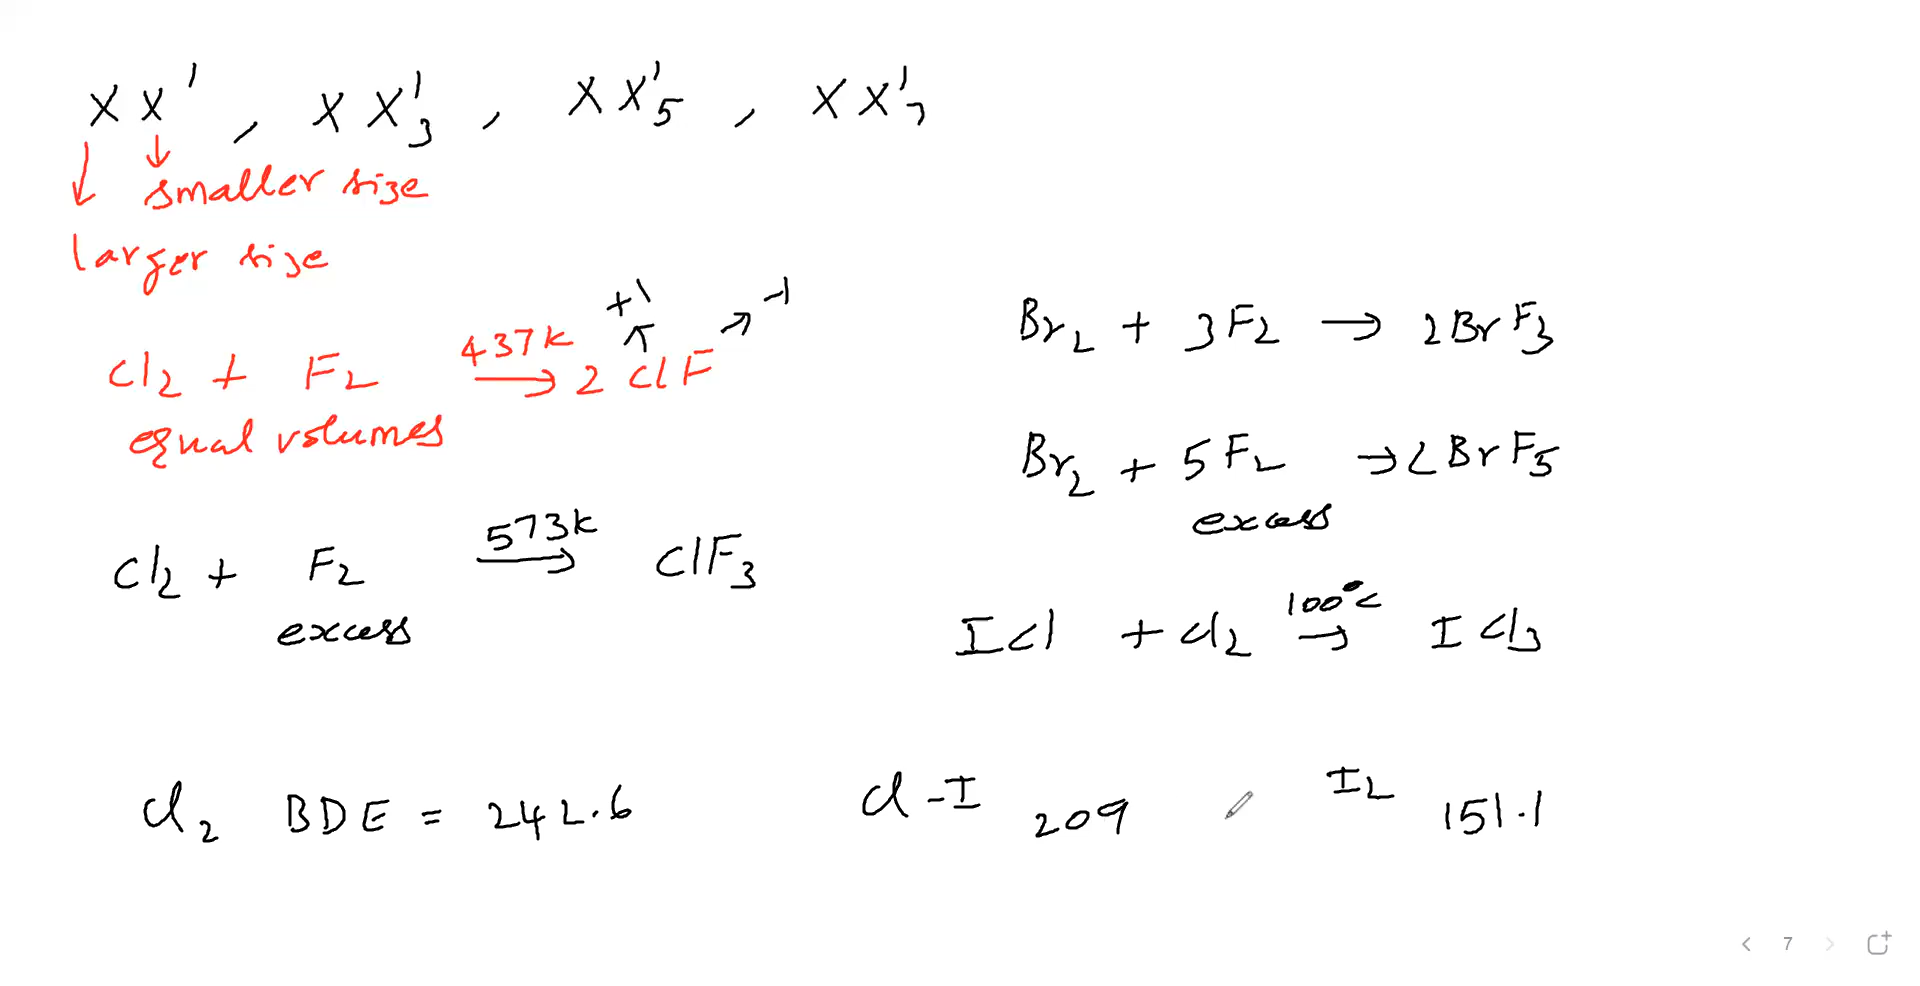 XX', XX'₃, XX'₅, XX'₇
↓ ↓ smaller size
larger size
+1 -1
Cl₂ + F₂ 437K → 2 ClF
equal volumes
Cl₂ + F₂ 573K → ClF₃
excess
Br₂ + 3F₂ → 2BrF₃
Br₂ + 5F₂ → 2BrF₅
excess
ICl + Cl₂ 100°C → ICl₃
Cl₂ BDE = 242.6 Cl-I 209 I₂ 151.1
7